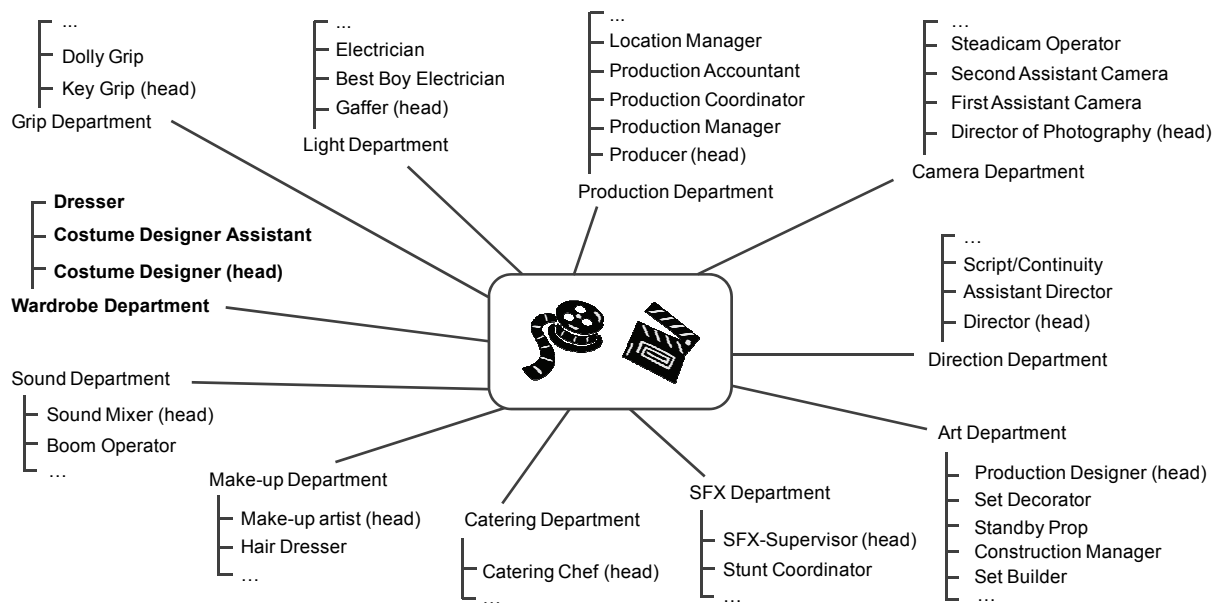 ...
Dolly Grip
Key Grip (head)
Grip Department
...
Electrician
Best Boy Electrician
Gaffer (head)
Light Department
...
Location Manager
Production Accountant
Production Coordinator
Production Manager
Producer (head)
Production Department
...
Steadicam Operator
Second Assistant Camera
First Assistant Camera
Director of Photography (head)
Camera Department
Dresser
Costume Designer Assistant
Costume Designer (head)
Wardrobe Department
...
Script/Continuity
Assistant Director
Director (head)
Direction Department
Sound Department
Sound Mixer (head)
Boom Operator
...
Make-up Department
Make-up artist (head)
Hair Dresser
...
Catering Department
Catering Chef (head)
...
SFX Department
SFX-Supervisor (head)
Stunt Coordinator
...
Art Department
Production Designer (head)
Set Decorator
Standby Prop
Construction Manager
Set Builder
...